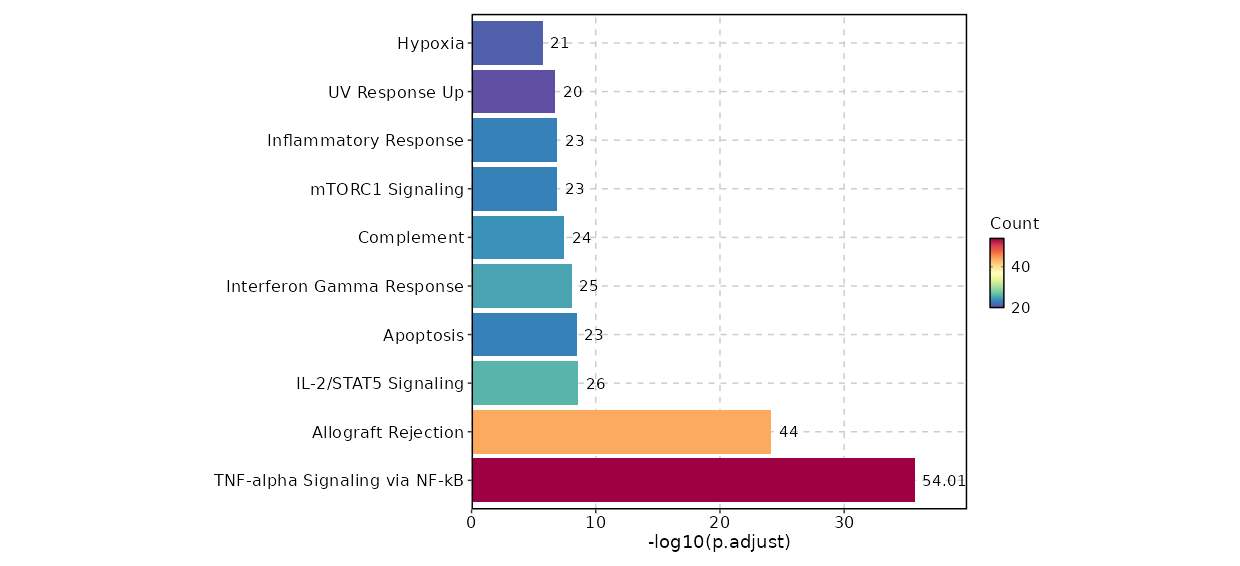 Hypoxia 21
UV Response Up 20
Inflammatory Response 23
mTORC1 Signaling 23
Complement 24
Interferon Gamma Response 25
Apoptosis 23
IL-2/STAT5 Signaling 26
Allograft Rejection 44
TNF-alpha Signaling via NF-kB 54.01
0 10 20 30
-log10(p.adjust)
Count
40
20